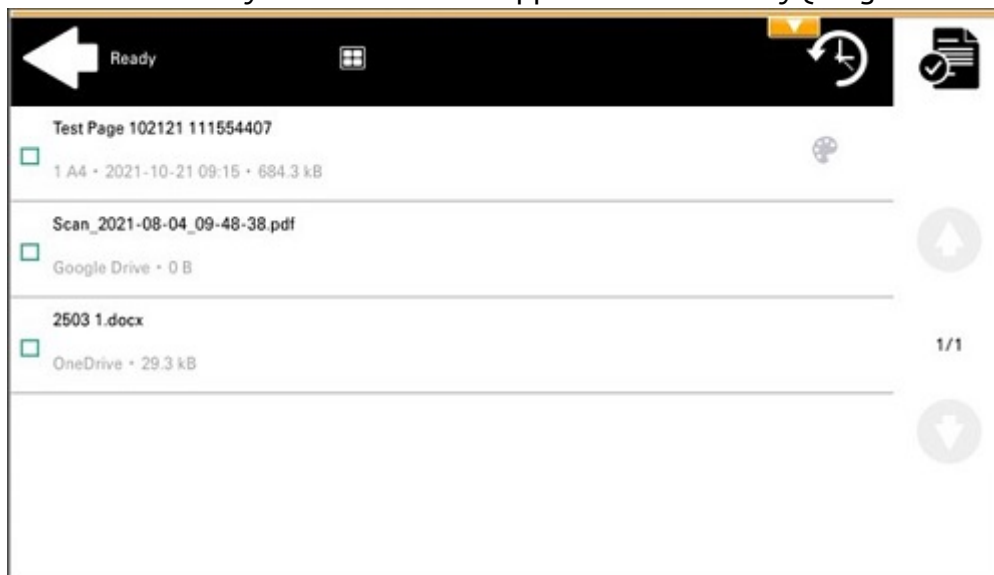 Ready
Test Page 102121 111554407
1 A4 • 2021-10-21 09:15 • 684.3 kB
Scan_2021-08-04_09-48-38.pdf
Google Drive • 0 B
1/1
2503 1.docx
OneDrive • 29.3 kB